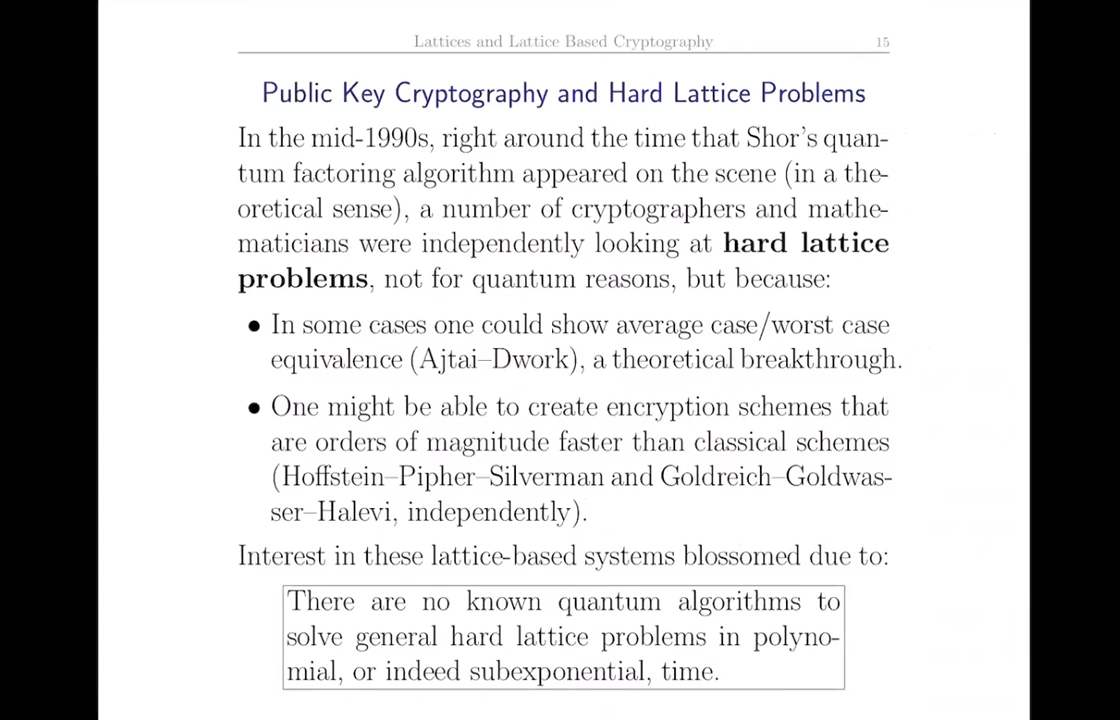 Lattices and Lattice Based Cryptography 15
Public Key Cryptography and Hard Lattice Problems
In the mid-1990s, right around the time that Shor's quan-
tum factoring algorithm appeared on the scene (in a the-
oretical sense), a number of cryptographers and mathe-
maticians were independently looking at hard lattice
problems, not for quantum reasons, but because:
• In some cases one could show average case/worst case
equivalence (Ajtai–Dwork), a theoretical breakthrough.
• One might be able to create encryption schemes that
are orders of magnitude faster than classical schemes
(Hoffstein–Pipher–Silverman and Goldreich–Goldwas-
ser–Halevi, independently).
Interest in these lattice-based systems blossomed due to:
There are no known quantum algorithms to
solve general hard lattice problems in polyno-
mial, or indeed subexponential, time.